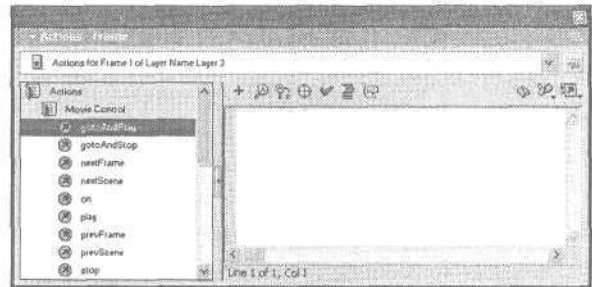 Actions - Frame
Actions for Frame 1 of Layer Name Layer 2
Actions
Movie Control
gotoAndPlay
gotoAndStop
nextFrame
nextScene
on
play
prevFrame
prevScene
stop
Line 1 of 1, Col 1